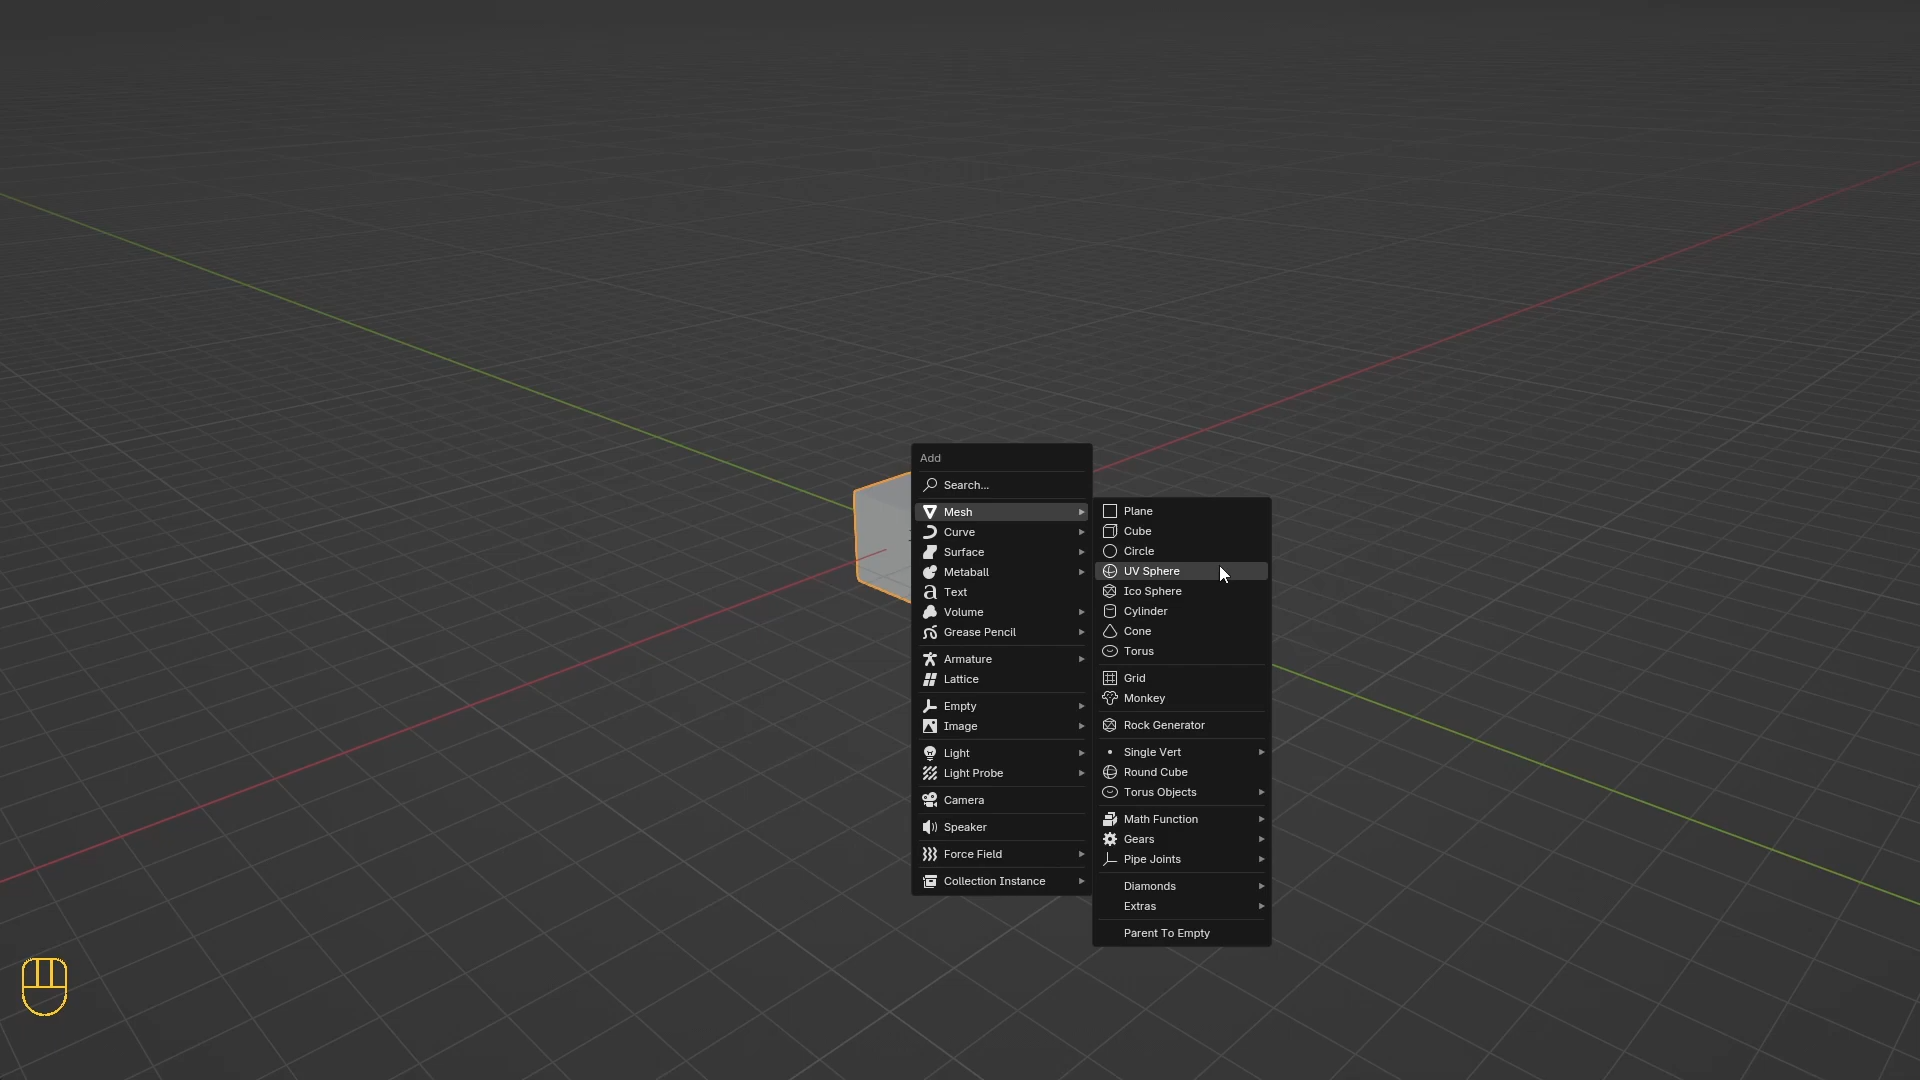 Add
Search...
Mesh
Curve
Surface
Metaball
Text
Volume
Grease Pencil
Armature
Lattice
Empty
Image
Light
Light Probe
Camera
Speaker
Force Field
Collection Instance
Plane
Cube
Circle
UV Sphere
Ico Sphere
Cylinder
Cone
Torus
Grid
Monkey
Rock Generator
Single Vert
Round Cube
Torus Objects
Math Function
Gears
Pipe Joints
Diamonds
Extras
Parent To Empty